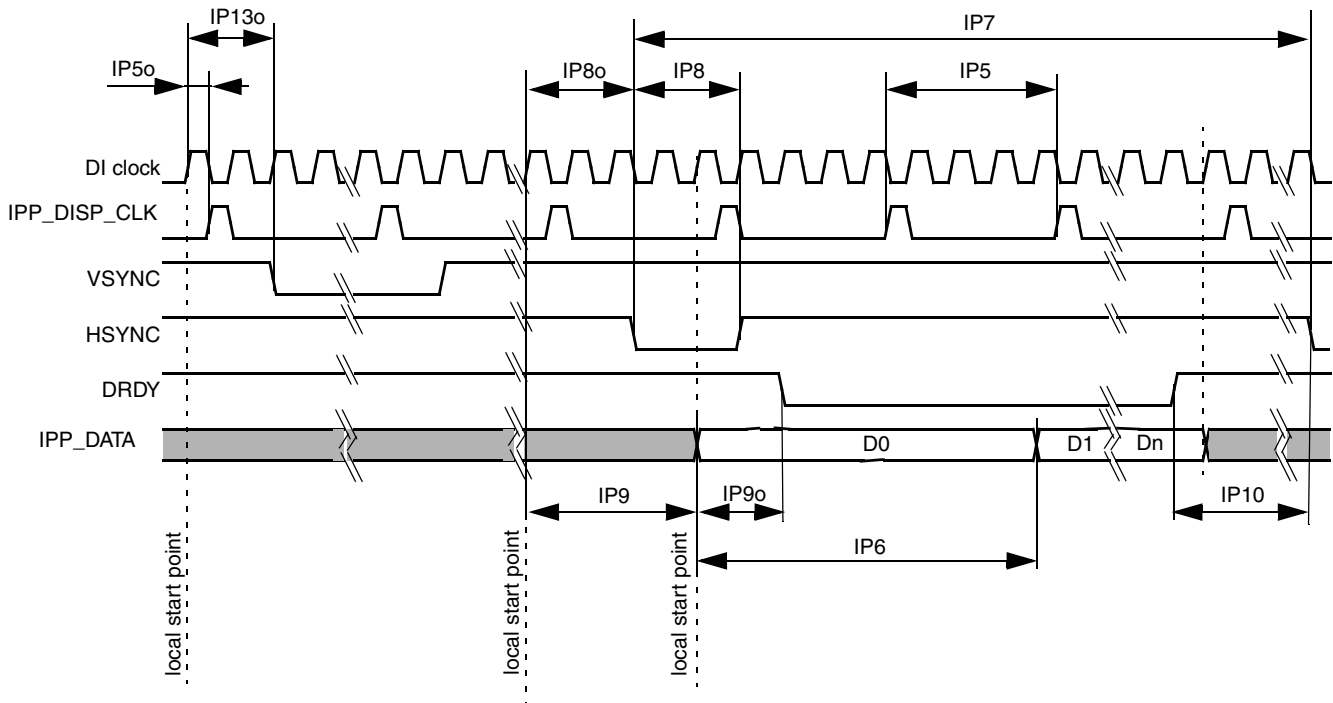 IP13o
IP7
IP5o
IP8o
IP8
IP5
DI clock
IPP_DISP_CLK
VSYNC
HSYNC
DRDY
IPP_DATA
D0
D1
Dn
IP9
IP9o
IP10
IP6
local start point
local start point
local start point